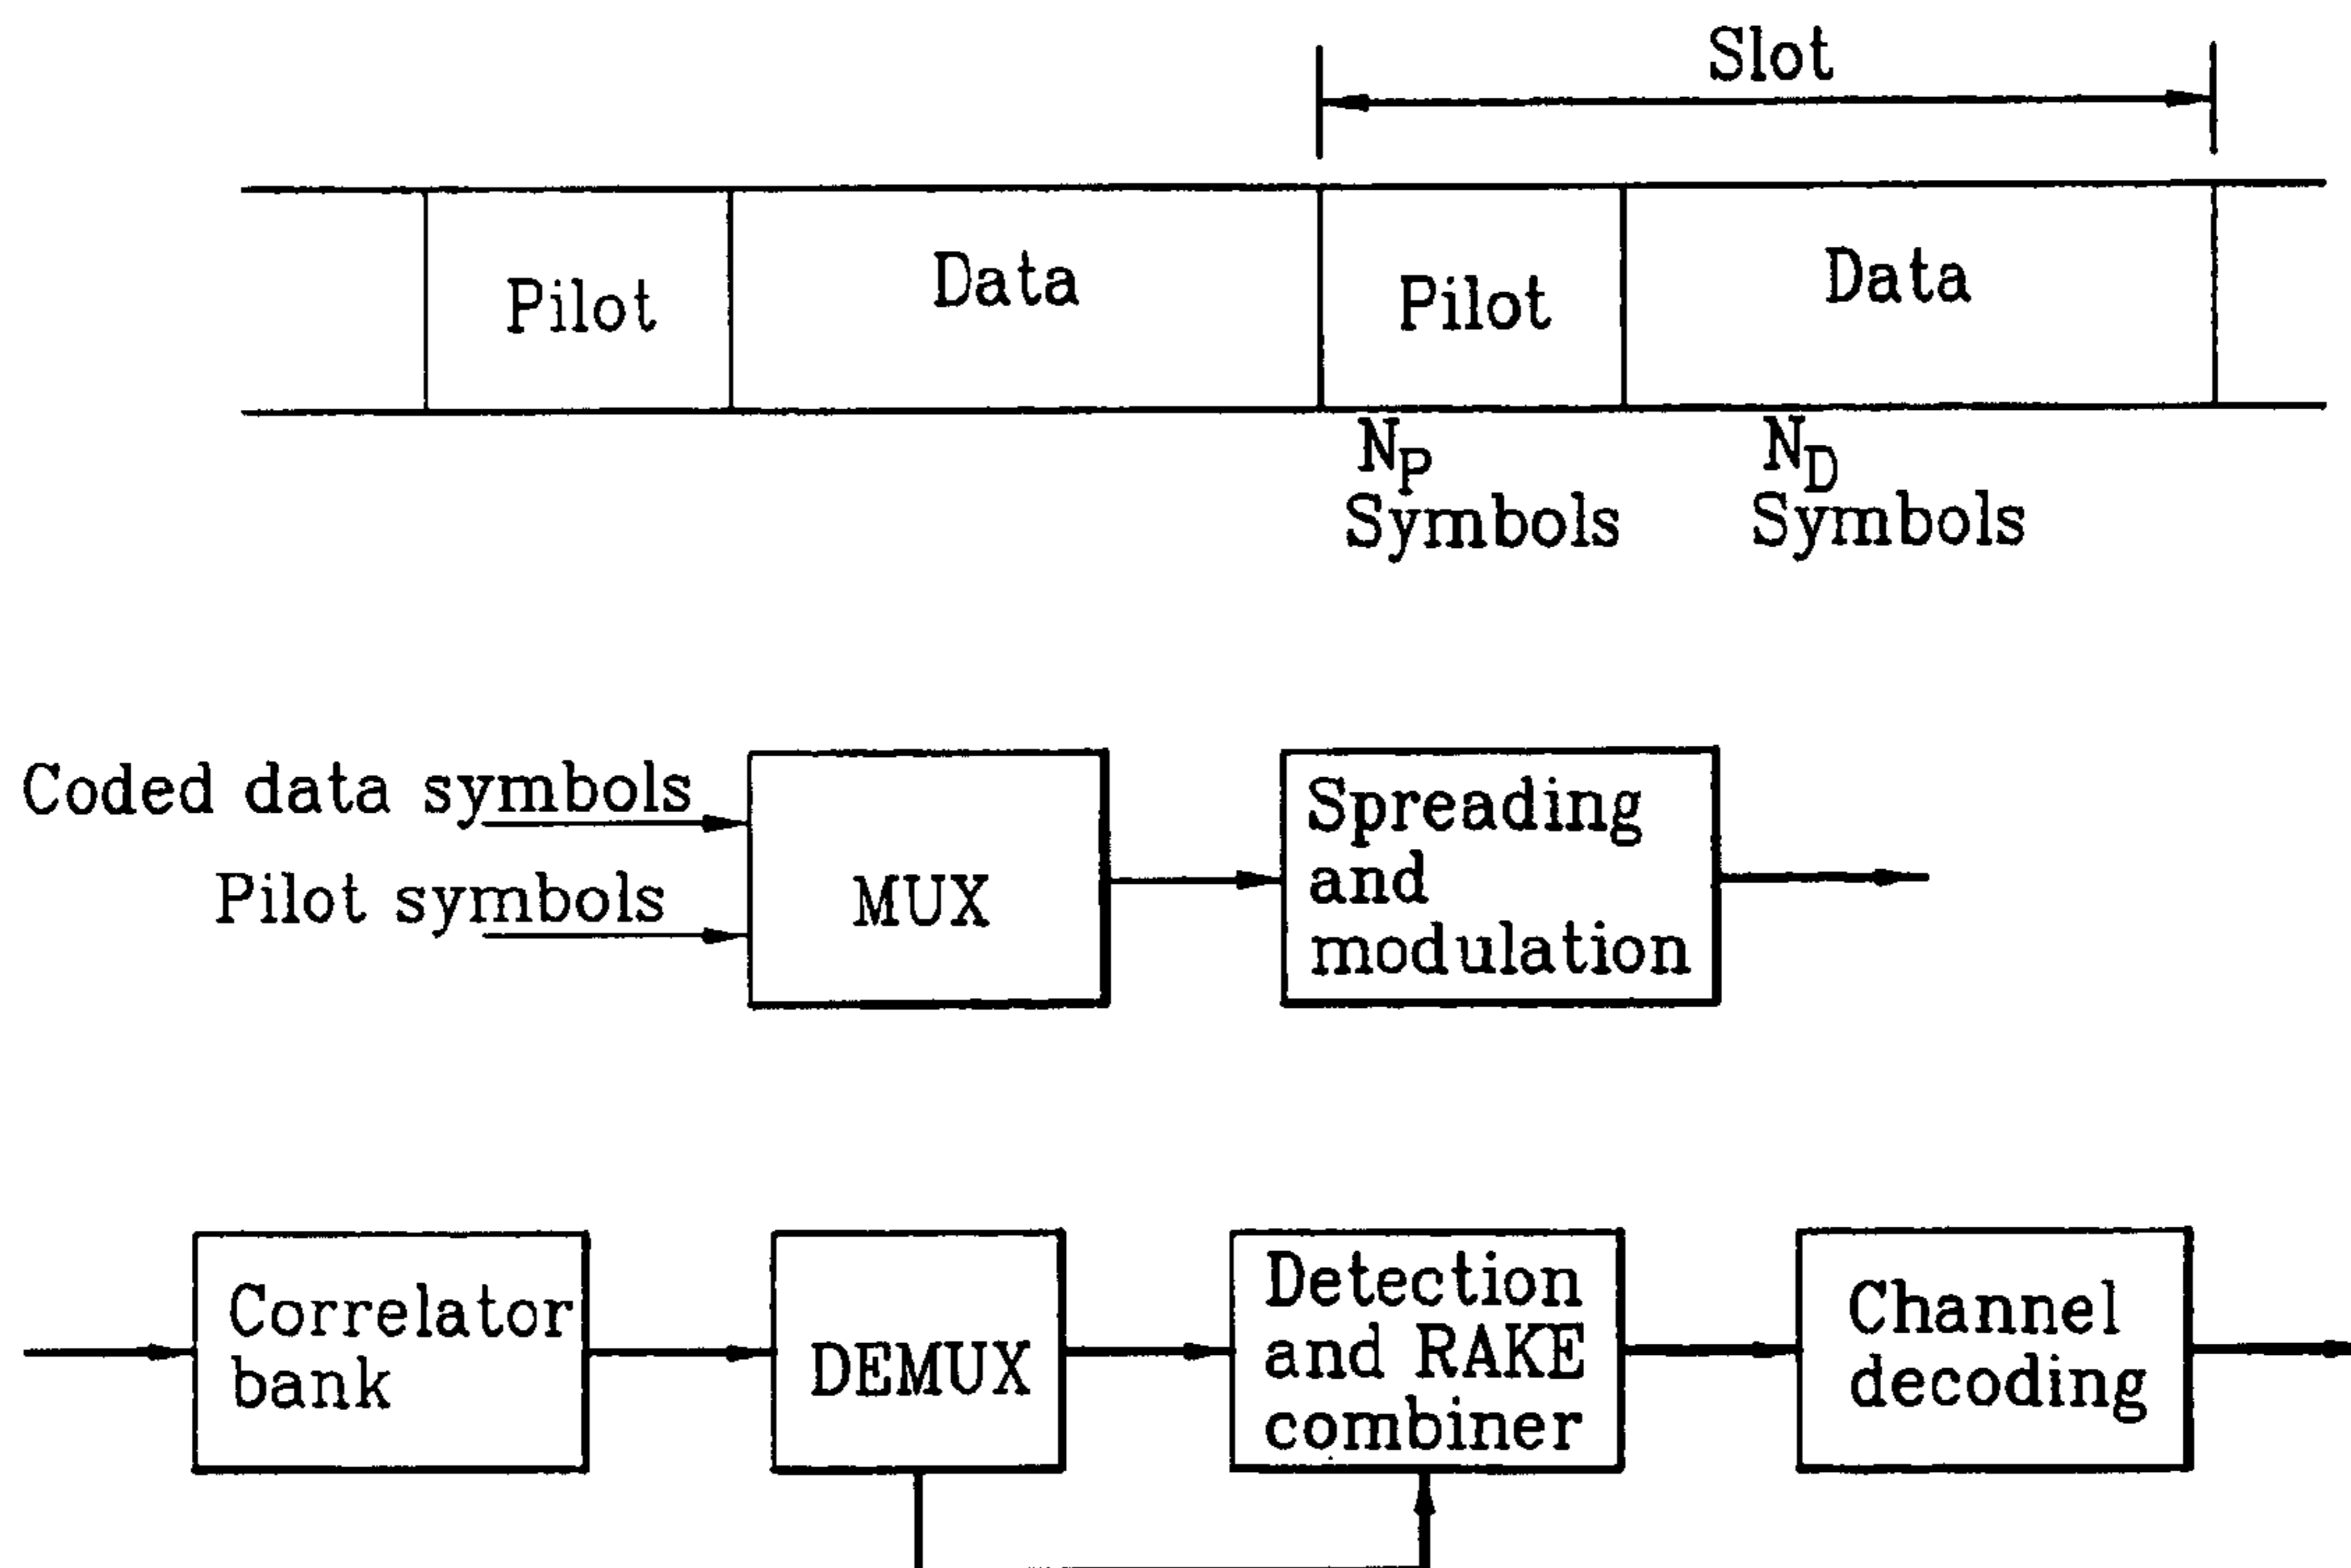 Slot
Pilot
Data
Pilot
Data
N_P
Symbols
N_D
Symbols
Coded data symbols
Pilot symbols
MUX
Spreading
and
modulation
Correlator
bank
DEMUX
Detection
and RAKE
combiner
Channel
decoding